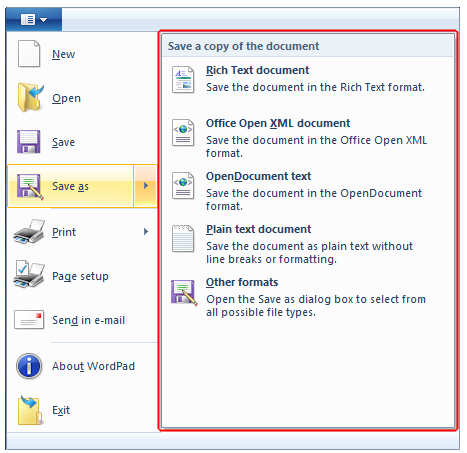 New
Open
Save
Save as
Print
Page setup
Send in e-mail
About WordPad
Exit
Save a copy of the document
Rich Text document
Save the document in the Rich Text format.
Office Open XML document
Save the document in the Office Open XML
format.
OpenDocument text
Save the document in the OpenDocument
format.
Plain text document
Save the document as plain text without
line breaks or formatting.
Other formats
Open the Save as dialog box to select from
all possible file types.